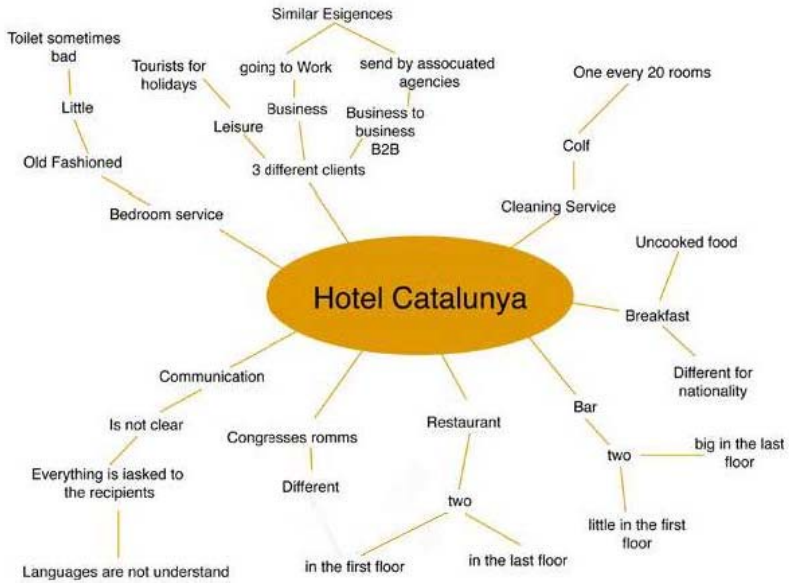 Similar Esigences
Toilet sometimes
bad
Tourists for
holidays
going to Work
send by assocuated
agencies
One every 20 rooms
Little
Leisure
Business
Business to
business
B2B
Colf
Old Fashioned
3 different clients
Bedroom service
Cleaning Service
Uncooked food
Hotel Catalunya
Breakfast
Different for
nationality
Communication
Is not clear
Everything is iasked to
the recipients
Languages are not understand
Congresses romms
Different
Restaurant
two
in the first floor
in the last floor
Bar
two
big in the last
floor
little in the first
floor